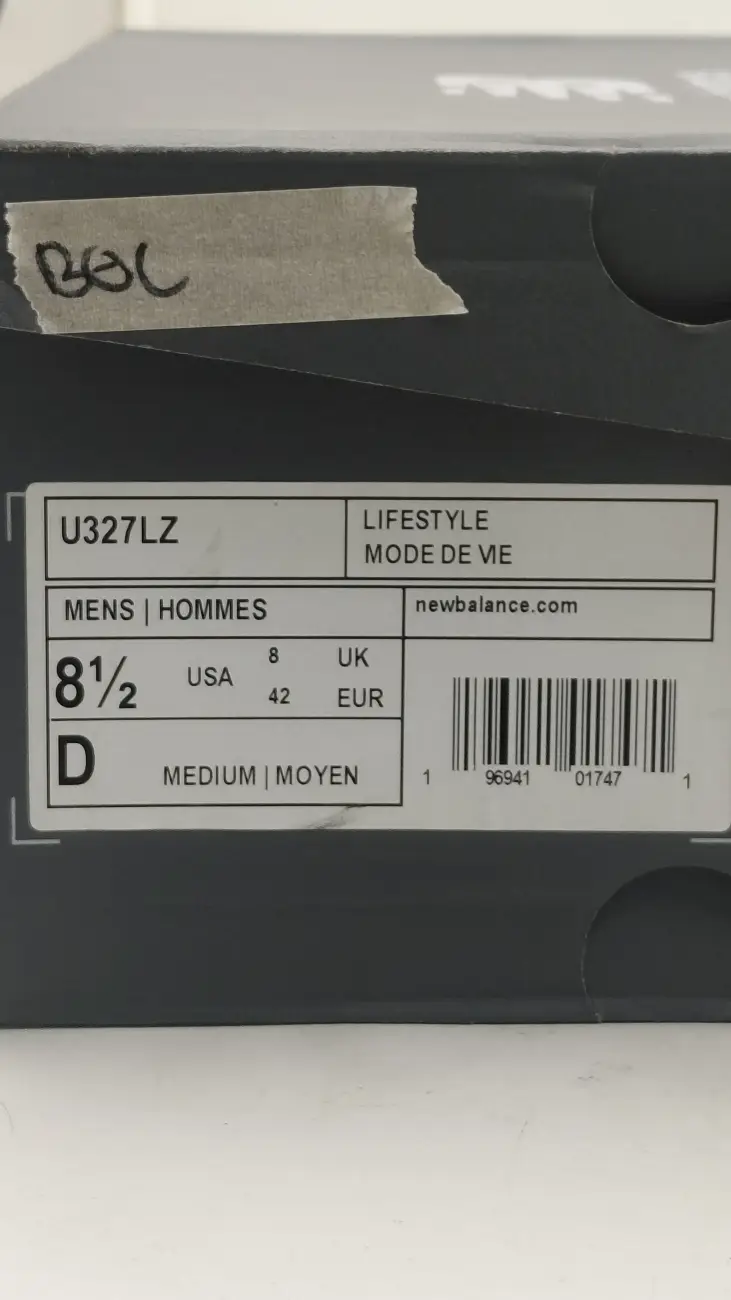 BOL
U327LZ
LIFESTYLE
MODE DE VIE
MENS | HOMMES
newbalance.com
8½ USA 8 UK
42 EUR
D MEDIUM | MOYEN
1 96941 01747 1